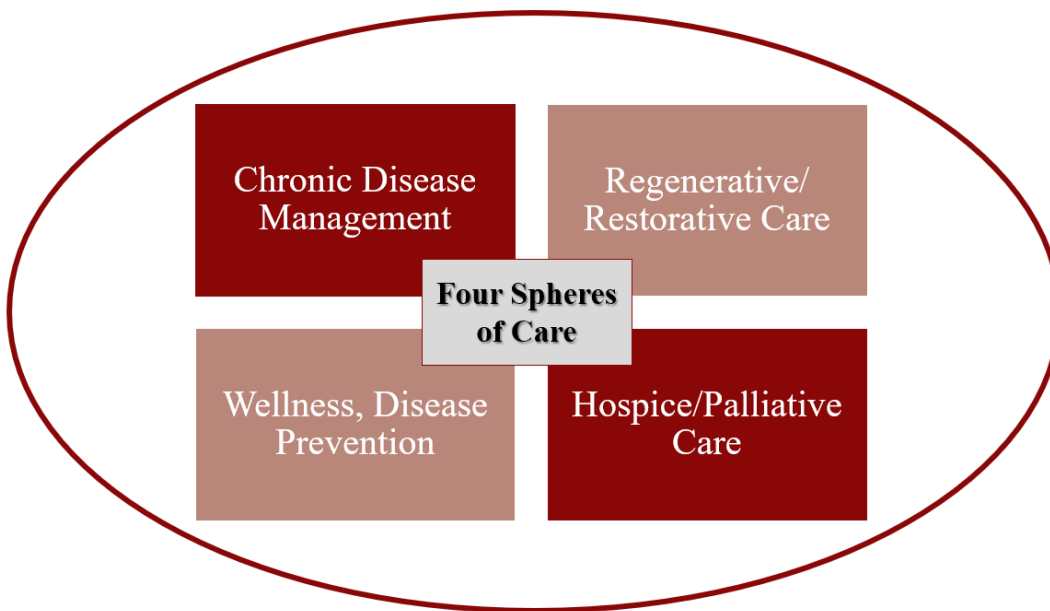 Chronic Disease
Management
Regenerative/
Restorative Care
Four Spheres
of Care
Wellness, Disease
Prevention
Hospice/Palliative
Care